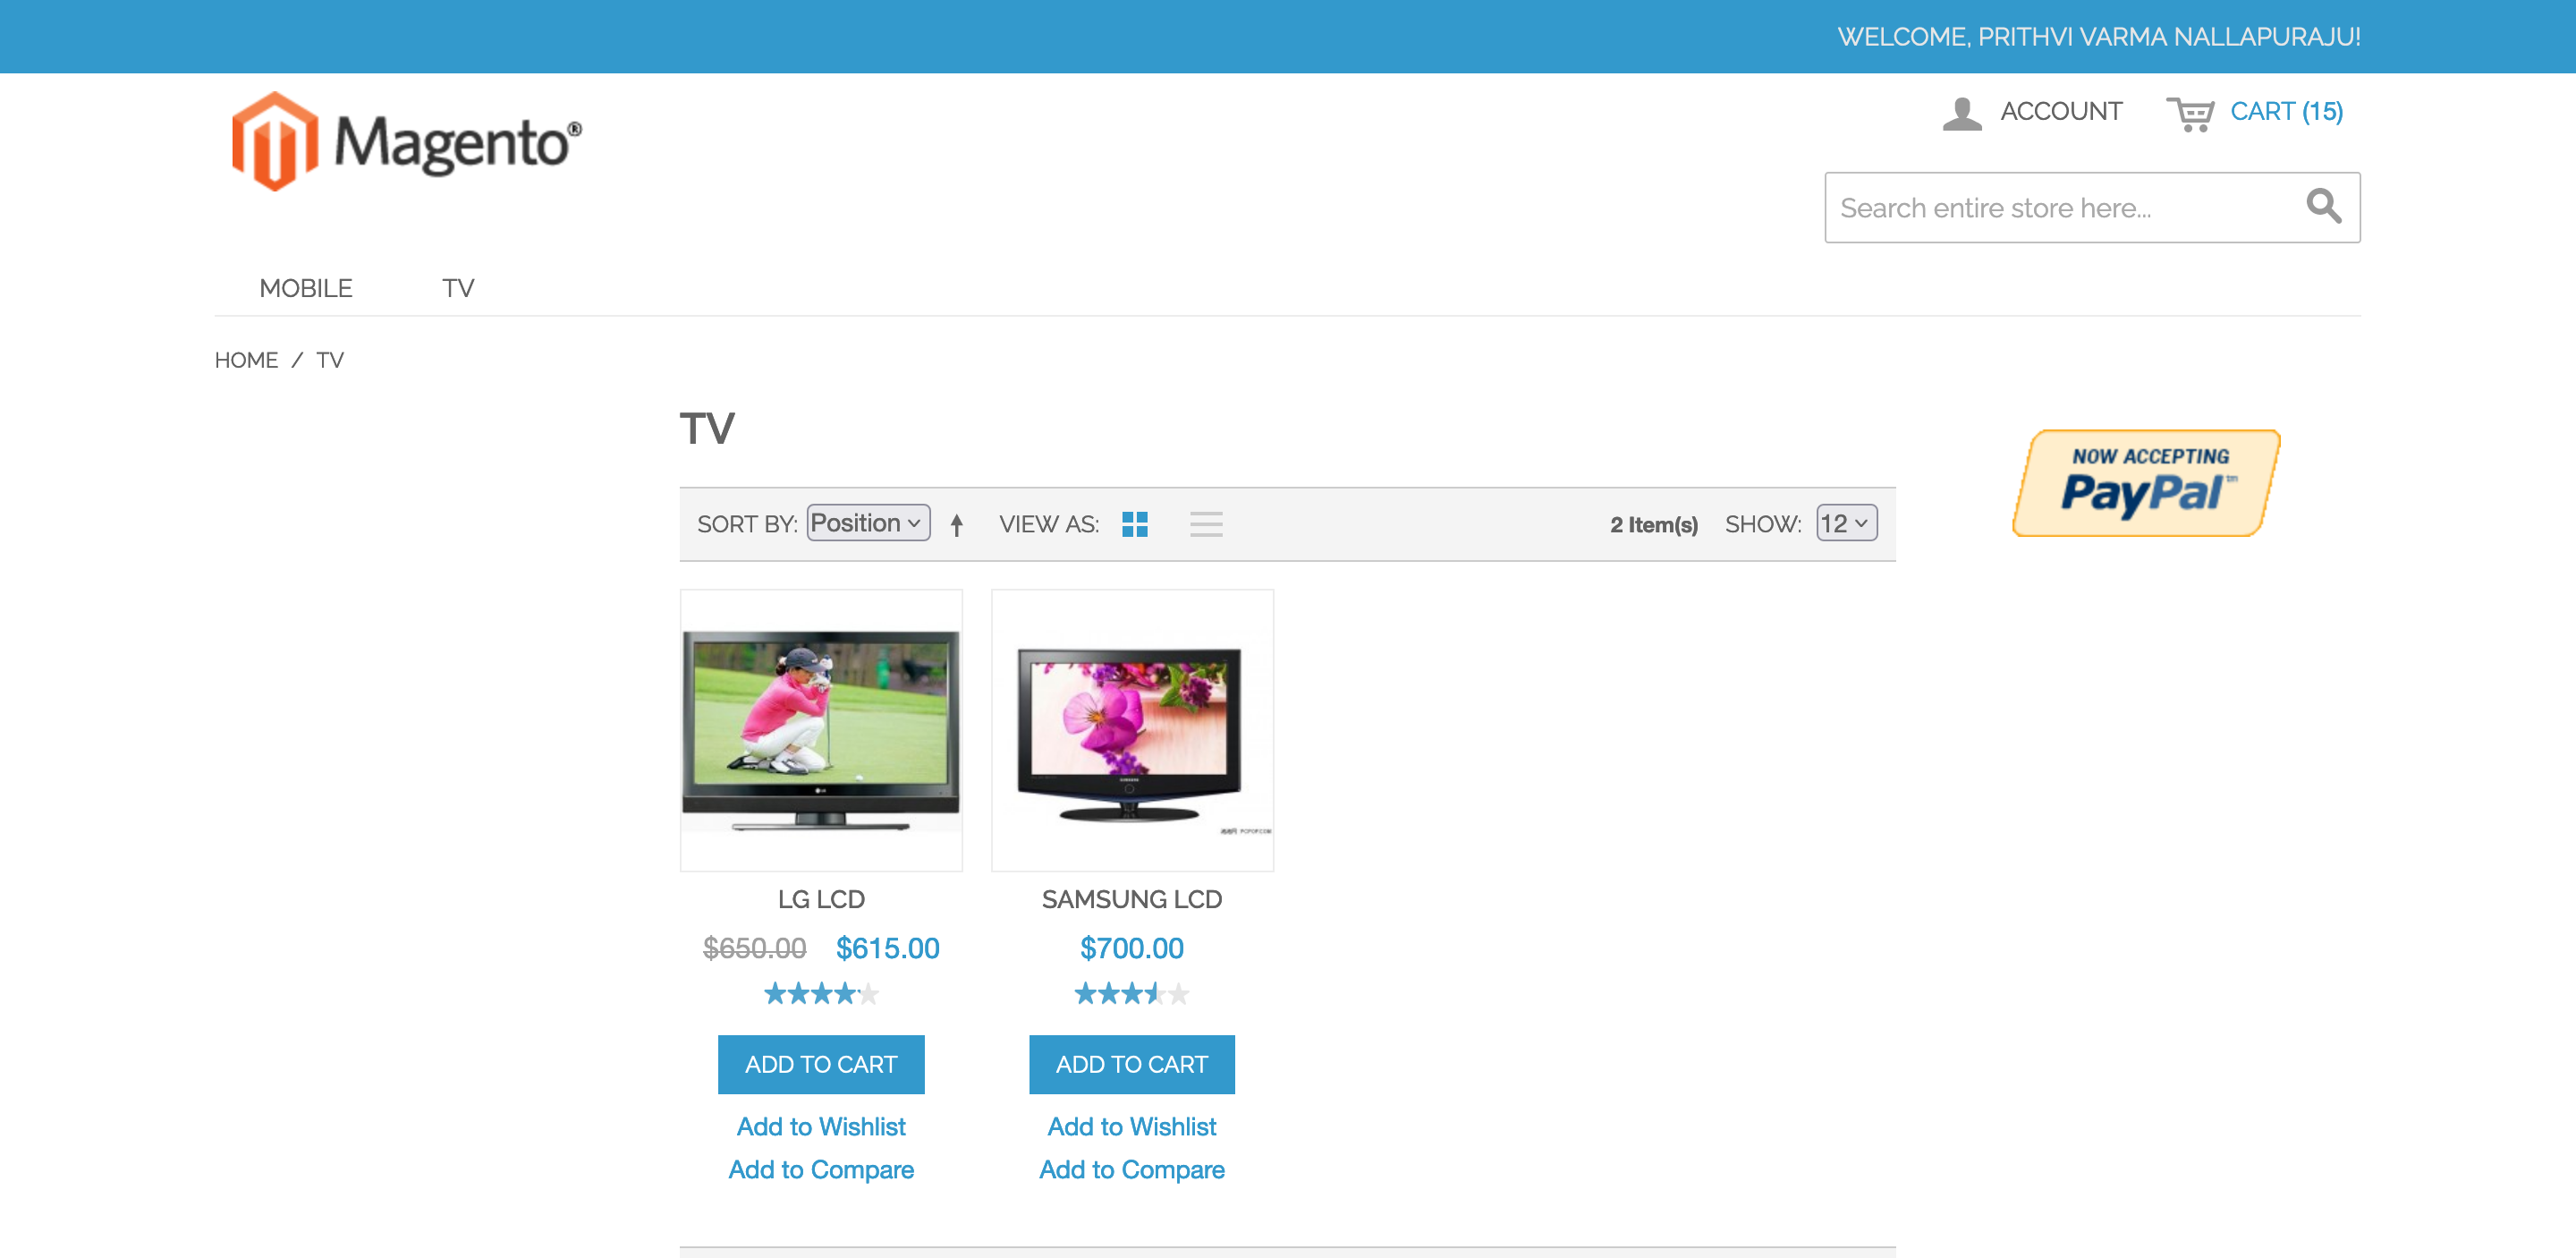 WELCOME, PRITHVI VARMA NALLAPURAJU!
Magento®
ACCOUNT CART (15)
Search entire store here...
MOBILE TV
HOME / TV
TV
NOW ACCEPTING
PayPal™
SORT BY: Position VIEW AS: 2 Item(s) SHOW: 12
LG LCD
$650.00 $615.00
ADD TO CART
Add to Wishlist
Add to Compare
SAMSUNG LCD
$700.00
ADD TO CART
Add to Wishlist
Add to Compare